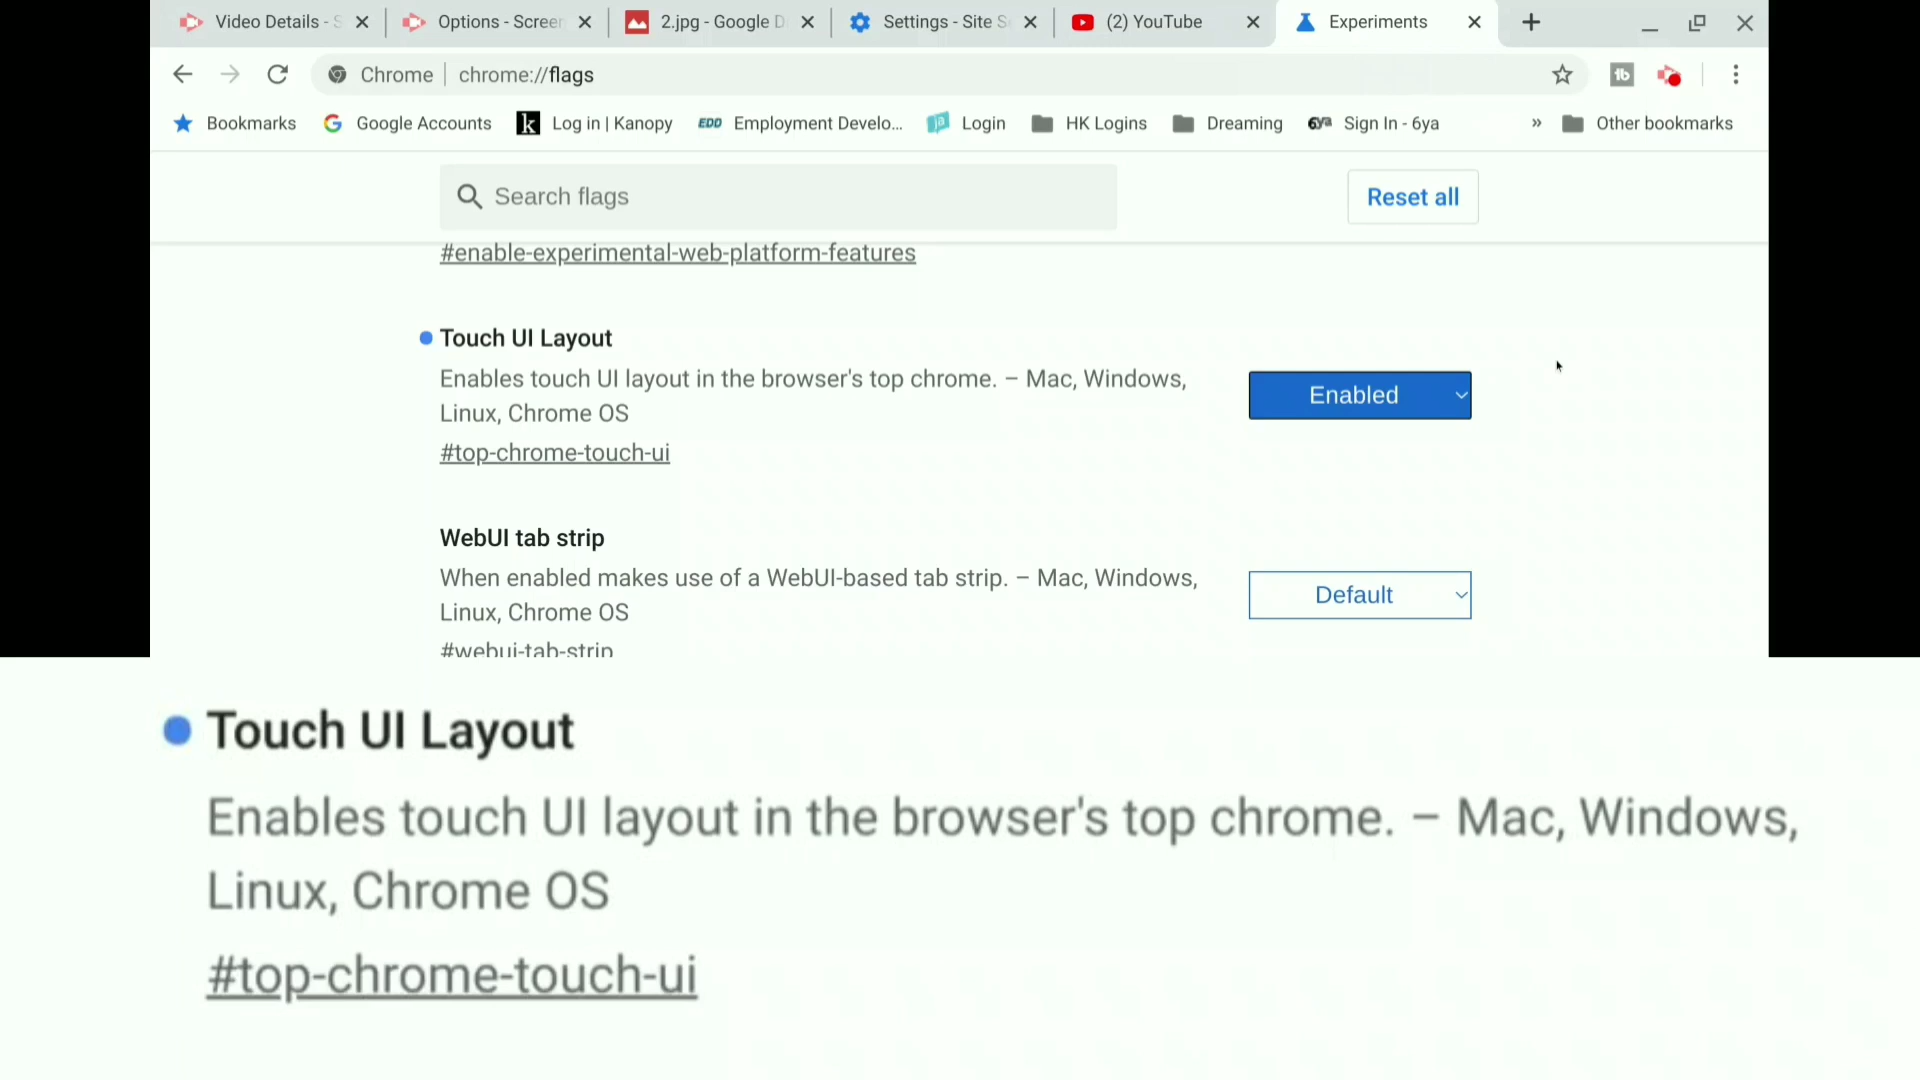 Video Details - S
Options - Screen
2.jpg - Google D
Settings - Site S
(2) YouTube
Experiments
Chrome
chrome://flags
tb
Bookmarks
Google Accounts
k
Log in | Kanopy
EDD
Employment Develo...
ja
Login
HK Logins
Dreaming
6ya
Sign In - 6ya
»
Other bookmarks
Search flags
Reset all
#enable-experimental-web-platform-features
Touch UI Layout
Enables touch UI layout in the browser's top chrome. – Mac, Windows,
Linux, Chrome OS
#top-chrome-touch-ui
Enabled
WebUI tab strip
When enabled makes use of a WebUI-based tab strip. – Mac, Windows,
Linux, Chrome OS
#webui-tab-strip
Default
Touch UI Layout
Enables touch UI layout in the browser's top chrome. – Mac, Windows,
Linux, Chrome OS
#top-chrome-touch-ui